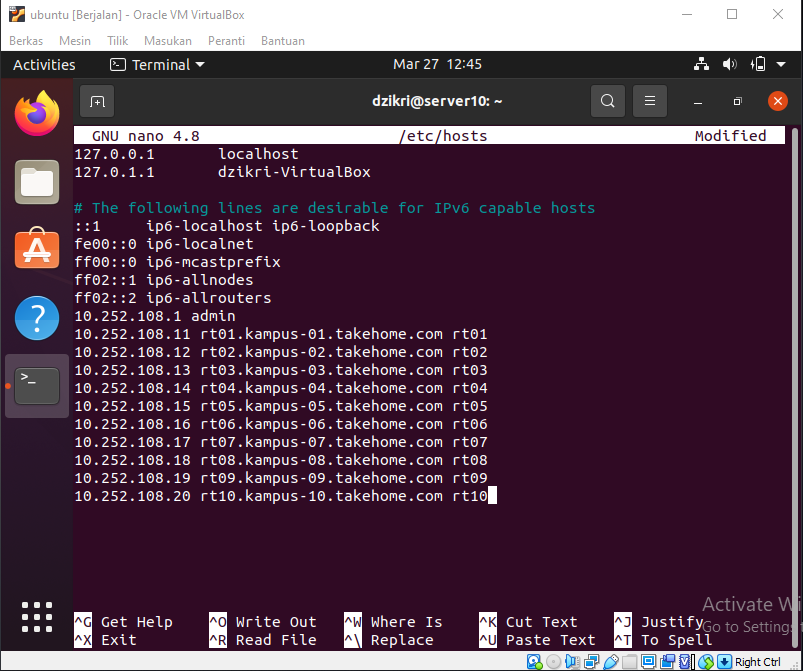 ubuntu [Berjalan] - Oracle VM VirtualBox
Berkas Mesin Tilik Masukan Peranti Bantuan
Activities Terminal Mar 27 12:45
dzikri@server10: ~
GNU nano 4.8 /etc/hosts Modified
127.0.0.1 localhost
127.0.1.1 dzikri-VirtualBox
# The following lines are desirable for IPv6 capable hosts
::1 ip6-localhost ip6-loopback
fe00::0 ip6-localnet
ff00::0 ip6-mcastprefix
ff02::1 ip6-allnodes
ff02::2 ip6-allrouters
10.252.108.1 admin
10.252.108.11 rt01.kampus-01.takehome.com rt01
10.252.108.12 rt02.kampus-02.takehome.com rt02
10.252.108.13 rt03.kampus-03.takehome.com rt03
10.252.108.14 rt04.kampus-04.takehome.com rt04
10.252.108.15 rt05.kampus-05.takehome.com rt05
10.252.108.16 rt06.kampus-06.takehome.com rt06
10.252.108.17 rt07.kampus-07.takehome.com rt07
10.252.108.18 rt08.kampus-08.takehome.com rt08
10.252.108.19 rt09.kampus-09.takehome.com rt09
10.252.108.20 rt10.kampus-10.takehome.com rt10
^G Get Help ^O Write Out ^W Where Is ^K Cut Text ^J Justify
^X Exit ^R Read File ^\ Replace ^U Paste Text ^T To Spell
Activate Wi
Go to Settings
Right Ctrl